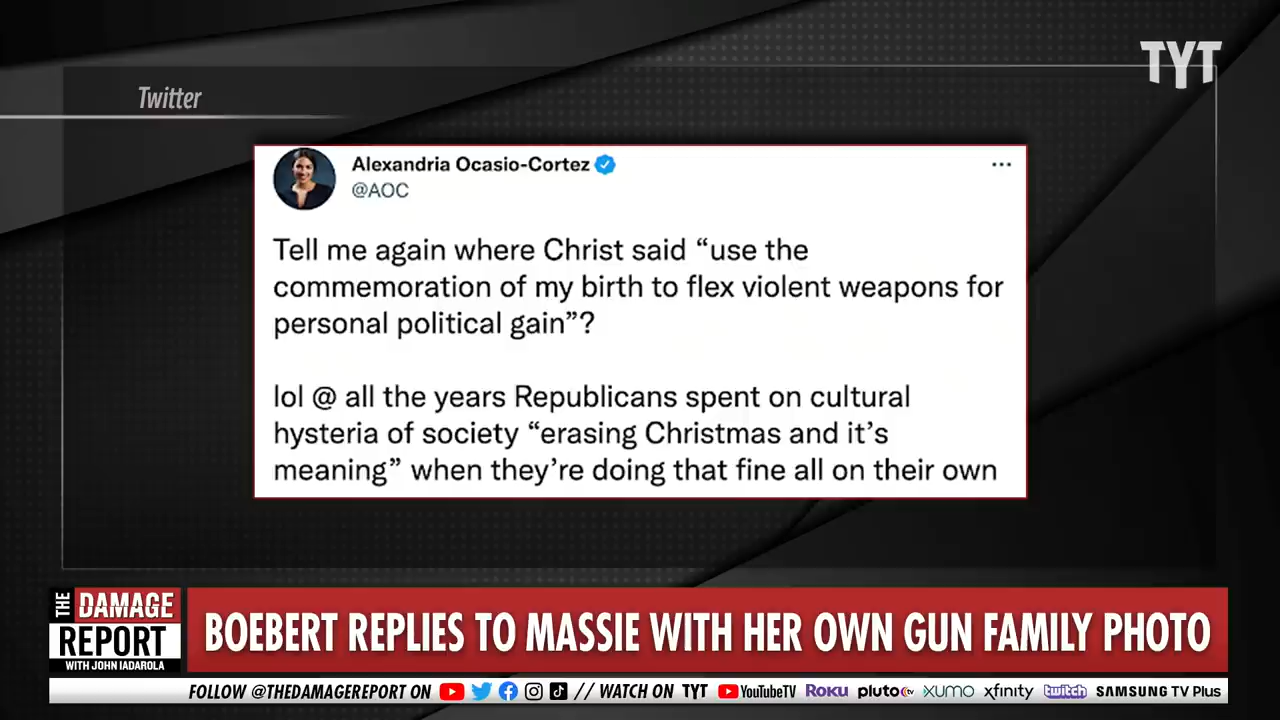 TYT
Twitter
Alexandria Ocasio-Cortez
@AOC
Tell me again where Christ said “use the
commemoration of my birth to flex violent weapons for
personal political gain”?
lol @ all the years Republicans spent on cultural
hysteria of society “erasing Christmas and it’s
meaning” when they’re doing that fine all on their own
THE DAMAGE
REPORT
WITH JOHN IADAROLA
BOEBERT REPLIES TO MASSIE WITH HER OWN GUN FAMILY PHOTO
FOLLOW @THEDAMAGEREPORT ON // WATCH ON TYT YouTubeTV ROKU pluto tv xumo xfinity twitch SAMSUNG TV Plus